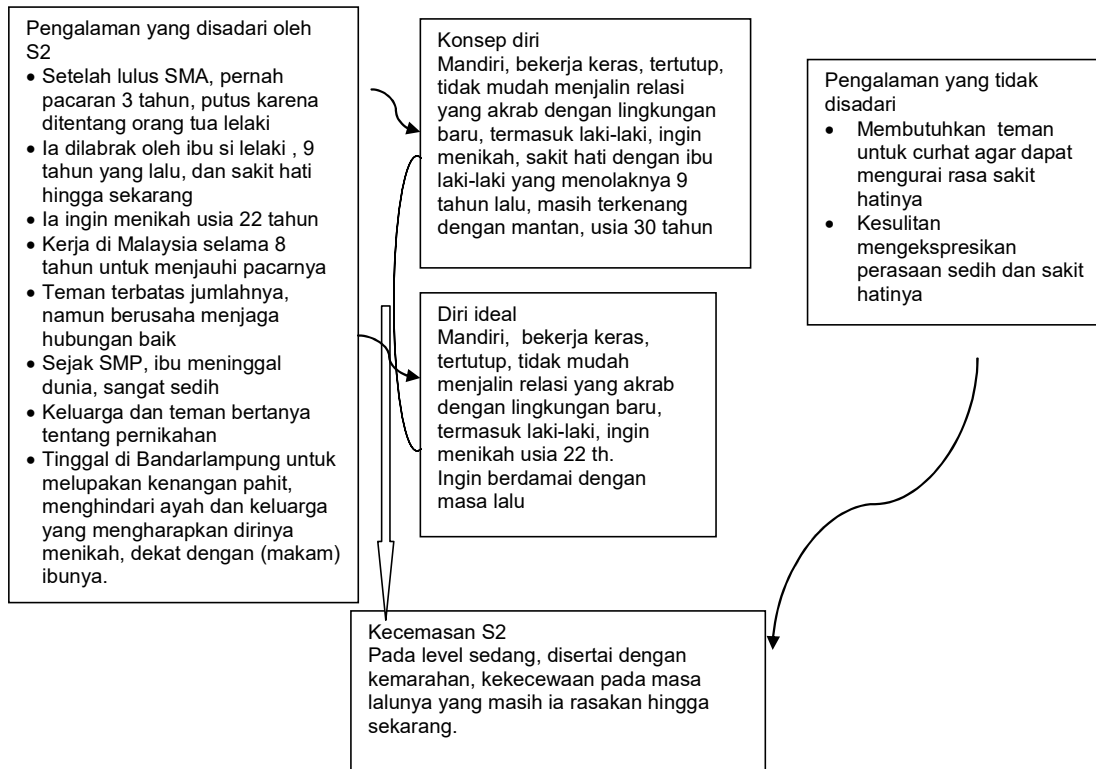 Pengalaman yang disadari oleh
S2
• Setelah lulus SMA, pernah
pacaran 3 tahun, putus karena
ditentang orang tua lelaki
• Ia dilabrak oleh ibu si lelaki , 9
tahun yang lalu, dan sakit hati
hingga sekarang
• Ia ingin menikah usia 22 tahun
• Kerja di Malaysia selama 8
tahun untuk menjauhi pacarnya
• Teman terbatas jumlahnya,
namun berusaha menjaga
hubungan baik
• Sejak SMP, ibu meninggal
dunia, sangat sedih
• Keluarga dan teman bertanya
tentang pernikahan
• Tinggal di Bandarlampung untuk
melupakan kenangan pahit,
menghindari ayah dan keluarga
yang mengharapkan dirinya
menikah, dekat dengan (makam)
ibunya.
Konsep diri
Mandiri, bekerja keras, tertutup,
tidak mudah menjalin relasi
yang akrab dengan lingkungan
baru, termasuk laki-laki, ingin
menikah, sakit hati dengan ibu
laki-laki yang menolaknya 9
tahun lalu, masih terkenang
dengan mantan, usia 30 tahun
Diri ideal
Mandiri, bekerja keras,
tertutup, tidak mudah
menjalin relasi yang akrab
dengan lingkungan baru,
termasuk laki-laki, ingin
menikah usia 22 th.
Ingin berdamai dengan
masa lalu
Pengalaman yang tidak
disadari
• Membutuhkan teman
untuk curhat agar dapat
mengurai rasa sakit
hatinya
• Kesulitan
mengekspresikan
perasaan sedih dan sakit
hatinya
Kecemasan S2
Pada level sedang, disertai dengan
kemarahan, kekecewaan pada masa
lalunya yang masih ia rasakan hingga
sekarang.